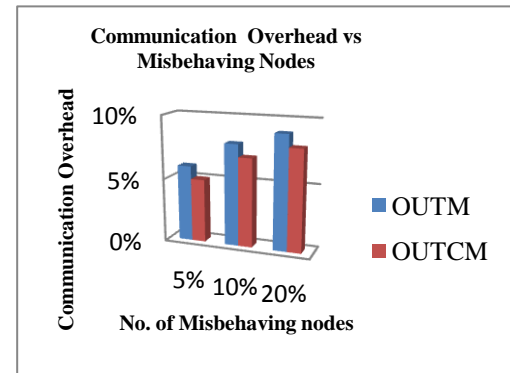 Communication Overhead vs
Misbehaving Nodes
Communication Overhead
10%
5%
0%
5% 10% 20%
No. of Misbehaving nodes
OUTM
OUTCM